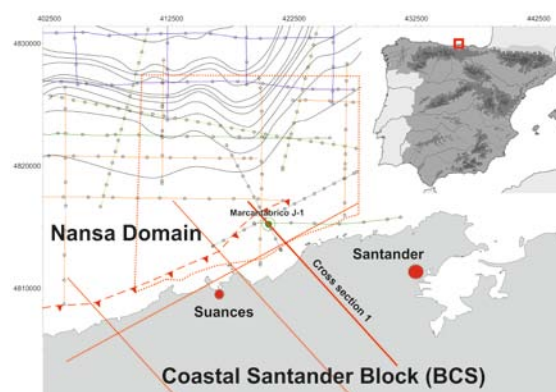 402500 412500 422500 432500 442500
4830000
4820000
4810000
Marcantábrico J-1
Nansa Domain
Cross section 1
Santander
Suances
Coastal Santander Block (BCS)